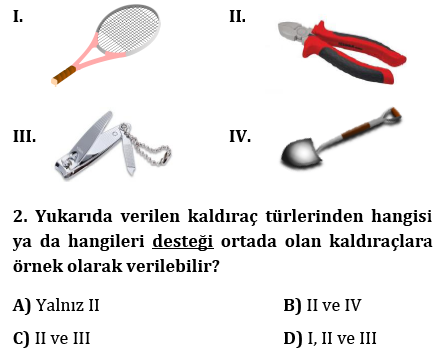 I.
II.
III.
IV.
2. Yukarıda verilen kaldıraç türlerinden hangisi
ya da hangileri desteği ortada olan kaldıraçlara
örnek olarak verilebilir?
A) Yalnız II
B) II ve IV
C) II ve III
D) I, II ve III